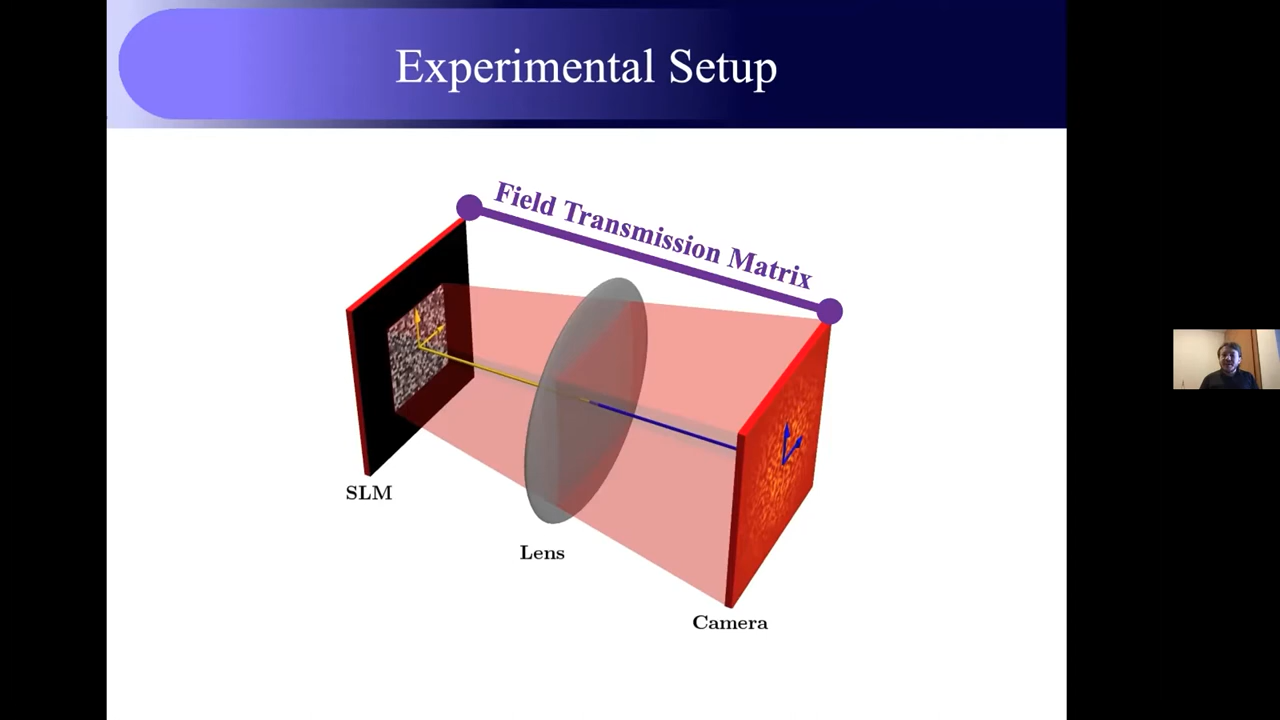 Experimental Setup
Field Transmission Matrix
SLM
Lens
Camera